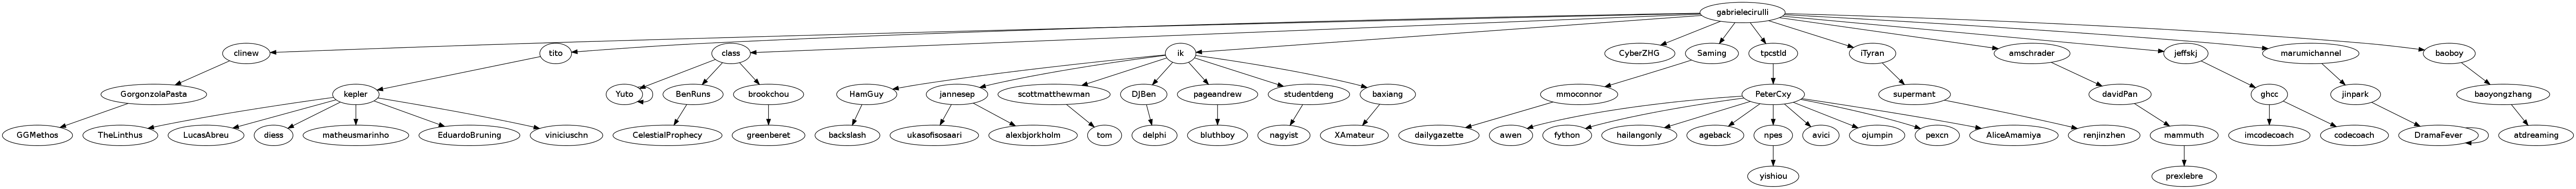 gabrielecirulli
clinew
tito
class
ik
CyberZHG
Saming
tpcstld
iTyran
amschrader
jeffskj
marumichannel
baoboy
GorgonzolaPasta
kepler
Yuto
BenRuns
brookchou
HamGuy
jannesep
scottmatthewman
DJBen
pageandrew
studentdeng
baxiang
mmoconnor
PeterCxy
supermant
davidPan
ghcc
jinpark
baoyongzhang
GGMethos
TheLinthus
LucasAbreu
diess
matheusmarinho
EduardoBruning
viniciuschn
CelestialProphecy
greenberet
backslash
ukasofisosaari
alexbjorkholm
tom
delphi
bluthboy
nagyist
XAmateur
dailygazette
awen
fython
hailangonly
ageback
npes
avici
ojumpin
pexcn
AliceAmamiya
renjinzhen
mammuth
imcodecoach
codecoach
DramaFever
atdreaming
yishiou
prexlebre